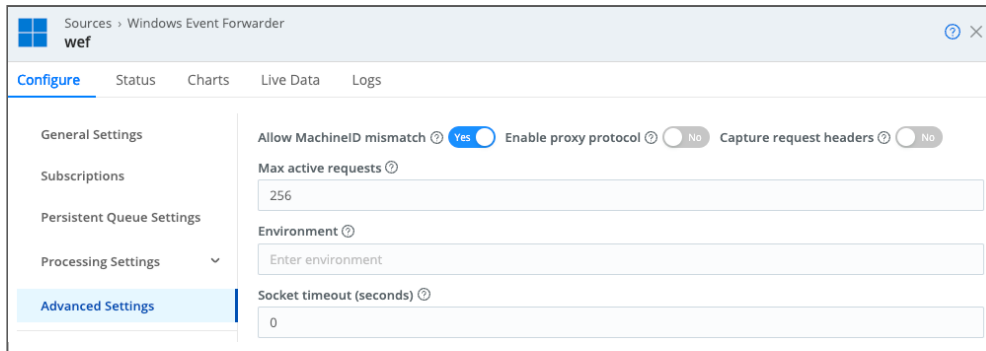 Sources › Windows Event Forwarder
wef
Configure Status Charts Live Data Logs
General Settings
Subscriptions
Persistent Queue Settings
Processing Settings
Advanced Settings
Allow MachineID mismatch Yes Enable proxy protocol No Capture request headers No
Max active requests
256
Environment
Enter environment
Socket timeout (seconds)
0